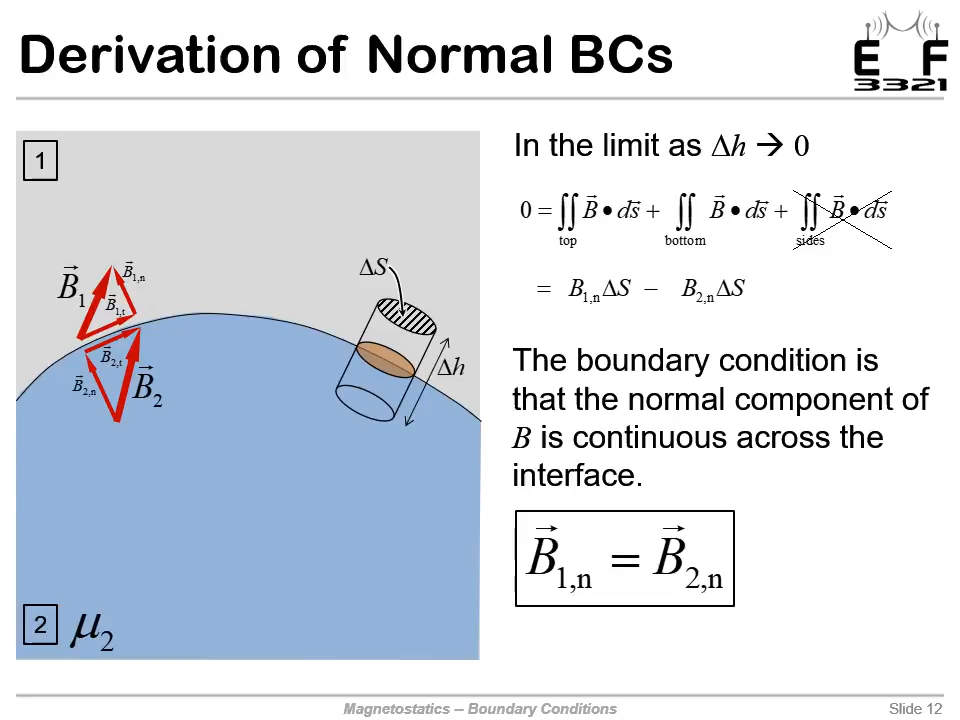 Derivation of Normal BCs
E F
3321
1
In the limit as Δh → 0
0 = ∬ B⃗ • ds⃗ + ∬ B⃗ • ds⃗ + ∬ B⃗ • ds⃗
top bottom sides
= B1,n ΔS − B2,n ΔS
ΔS
B⃗1
B⃗1,n
B⃗1,t
B⃗2,t
B⃗2,n
B⃗2
Δh
The boundary condition is
that the normal component of
B is continuous across the
interface.
B⃗1,n = B⃗2,n
2
μ2
Magnetostatics -- Boundary Conditions
Slide 12